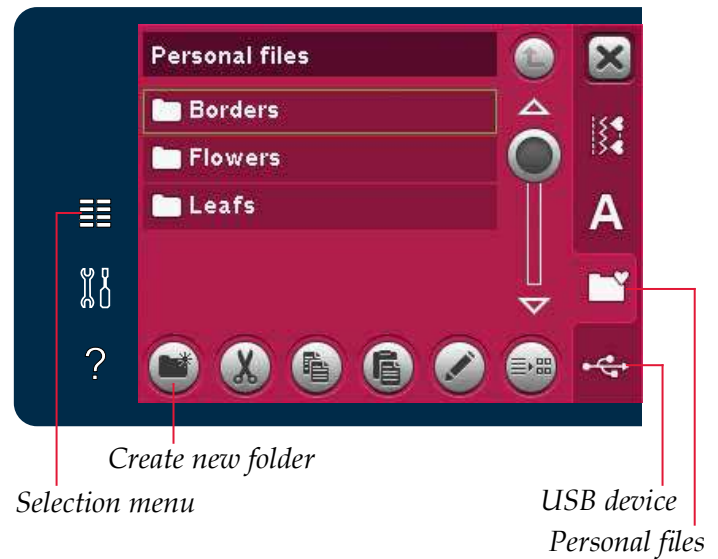 Personal files
Borders
Flowers
Leafs
A
?
Create new folder
Selection menu
USB device
Personal files